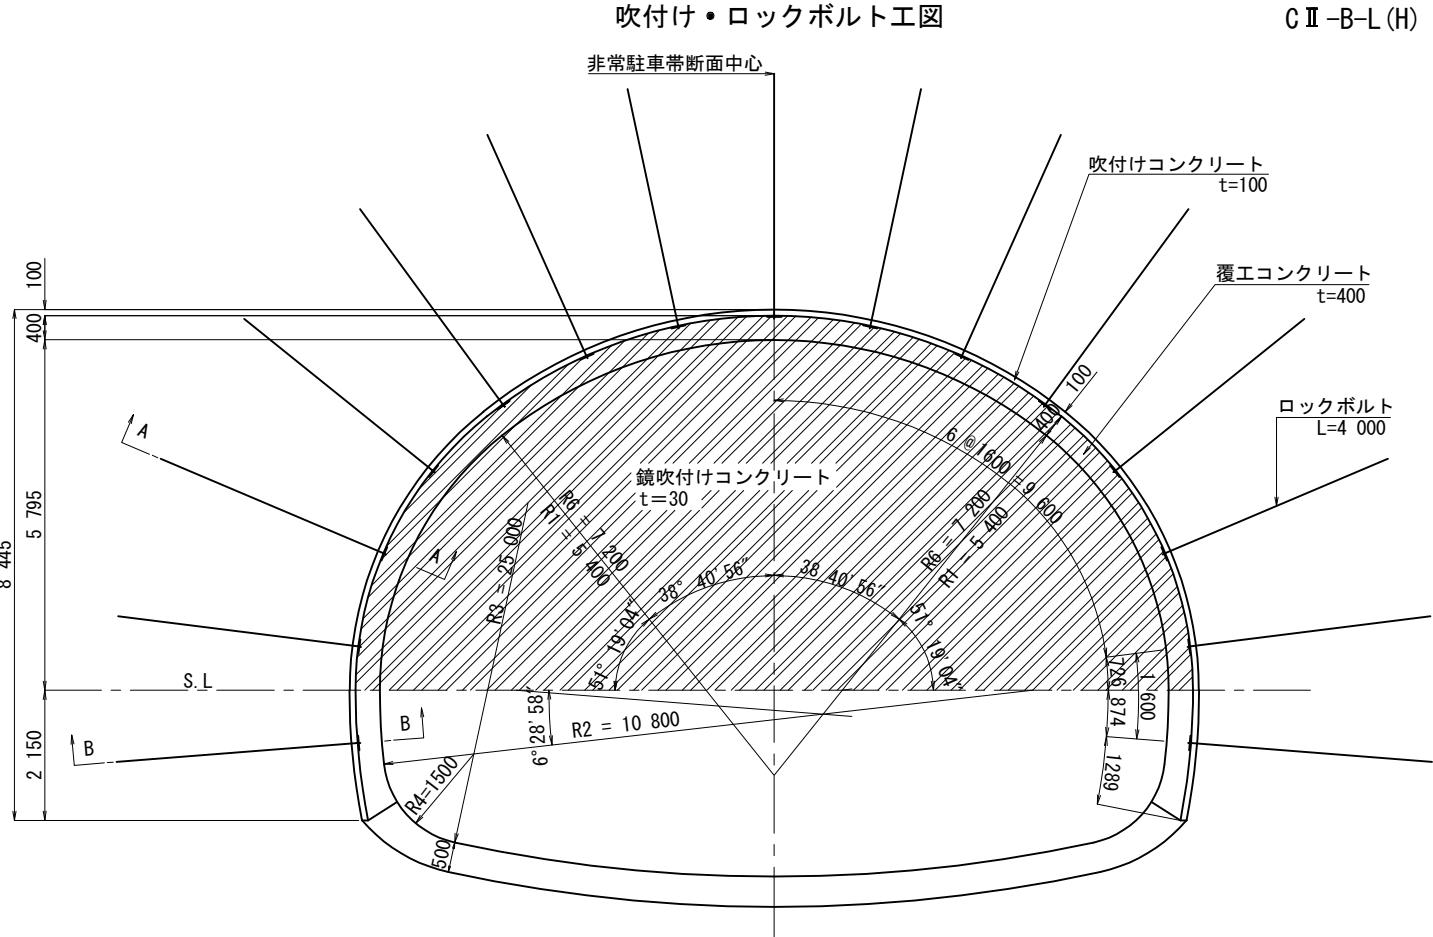 吹付け・ロックボルト工図
CⅡ-B-L(H)
非常駐車帯断面中心
吹付けコンクリート
t=100
覆工コンクリート
t=400
ロックボルト
L=4 000
100
400
5 795
8 445
2 150
100
400
6 @1600 =9 600
鏡吹付けコンクリート
t=30
R6 = 7 200
R1 = 5 400
R6 = 7 200
R1 = 5 400
R3 = 25 000
38° 40' 56"
38 40' 56"
51° 19' 04"
51° 19' 04"
A
A
S.L
B
B
6° 28' 58"
R2 = 10 800
R4=1500
500
726
874
1 600
1289